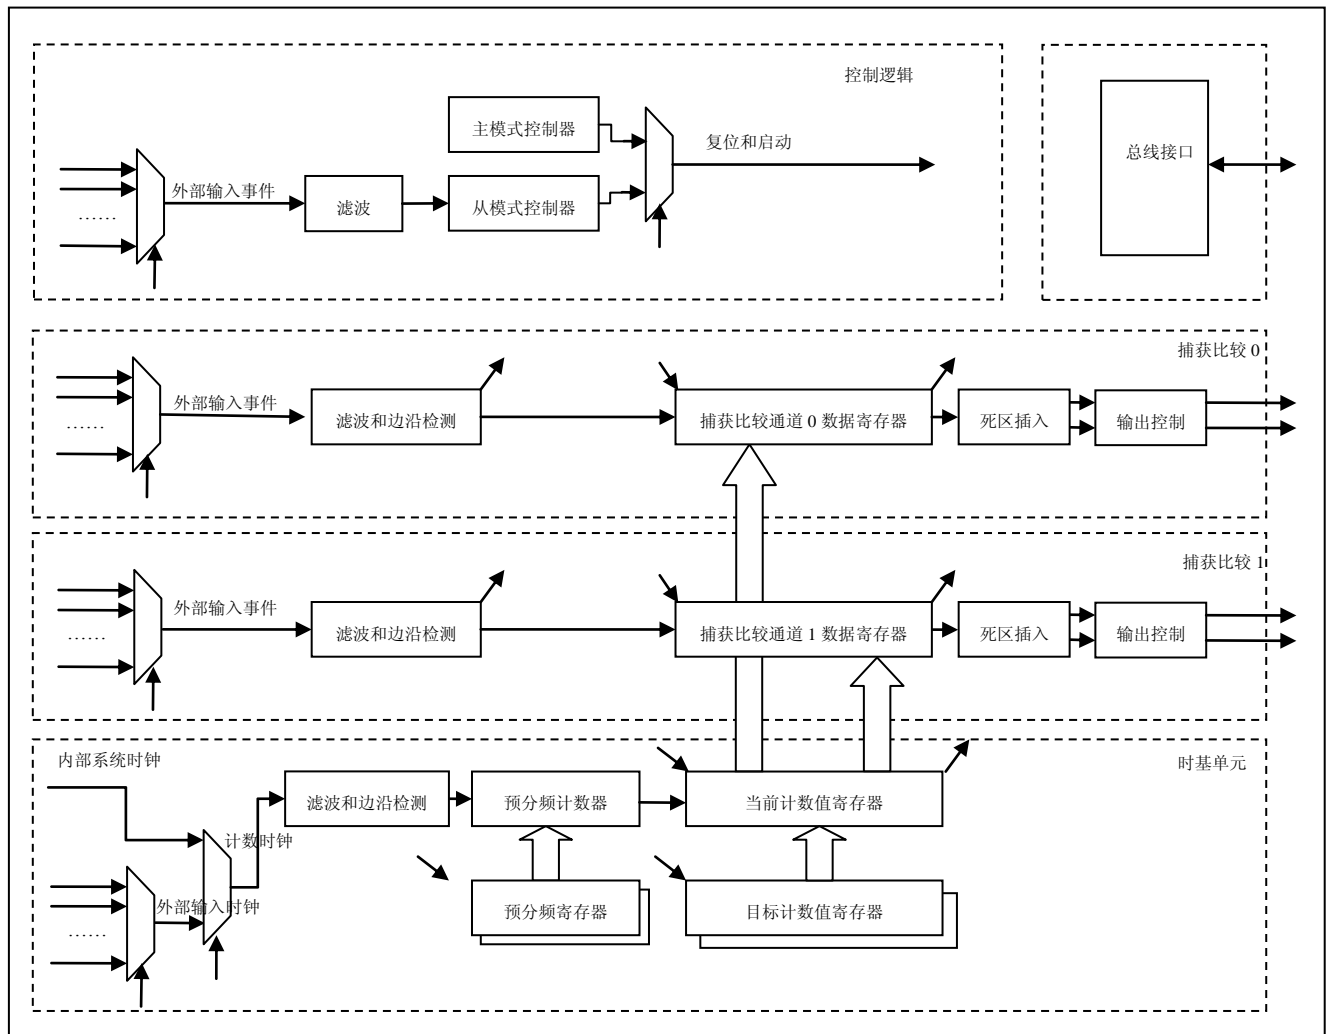 控制逻辑
主模式控制器
复位和启动
总线接口
外部输入事件
滤波
从模式控制器
……
捕获比较 0
外部输入事件
滤波和边沿检测
捕获比较通道 0 数据寄存器
死区插入
输出控制
……
捕获比较 1
外部输入事件
滤波和边沿检测
捕获比较通道 1 数据寄存器
死区插入
输出控制
……
内部系统时钟
时基单元
滤波和边沿检测
预分频计数器
当前计数值寄存器
计数时钟
外部输入时钟
预分频寄存器
目标计数值寄存器
……